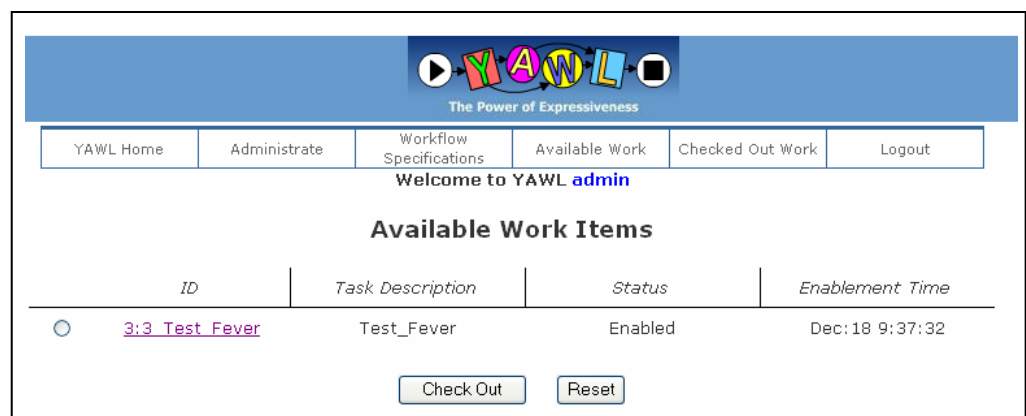 YAWL
The Power of Expressiveness
YAWL Home Administrate Workflow Specifications Available Work Checked Out Work Logout
Welcome to YAWL admin
Available Work Items
ID Task Description Status Enablement Time
3:3_Test_Fever Test_Fever Enabled Dec:18 9:37:32
Check Out Reset